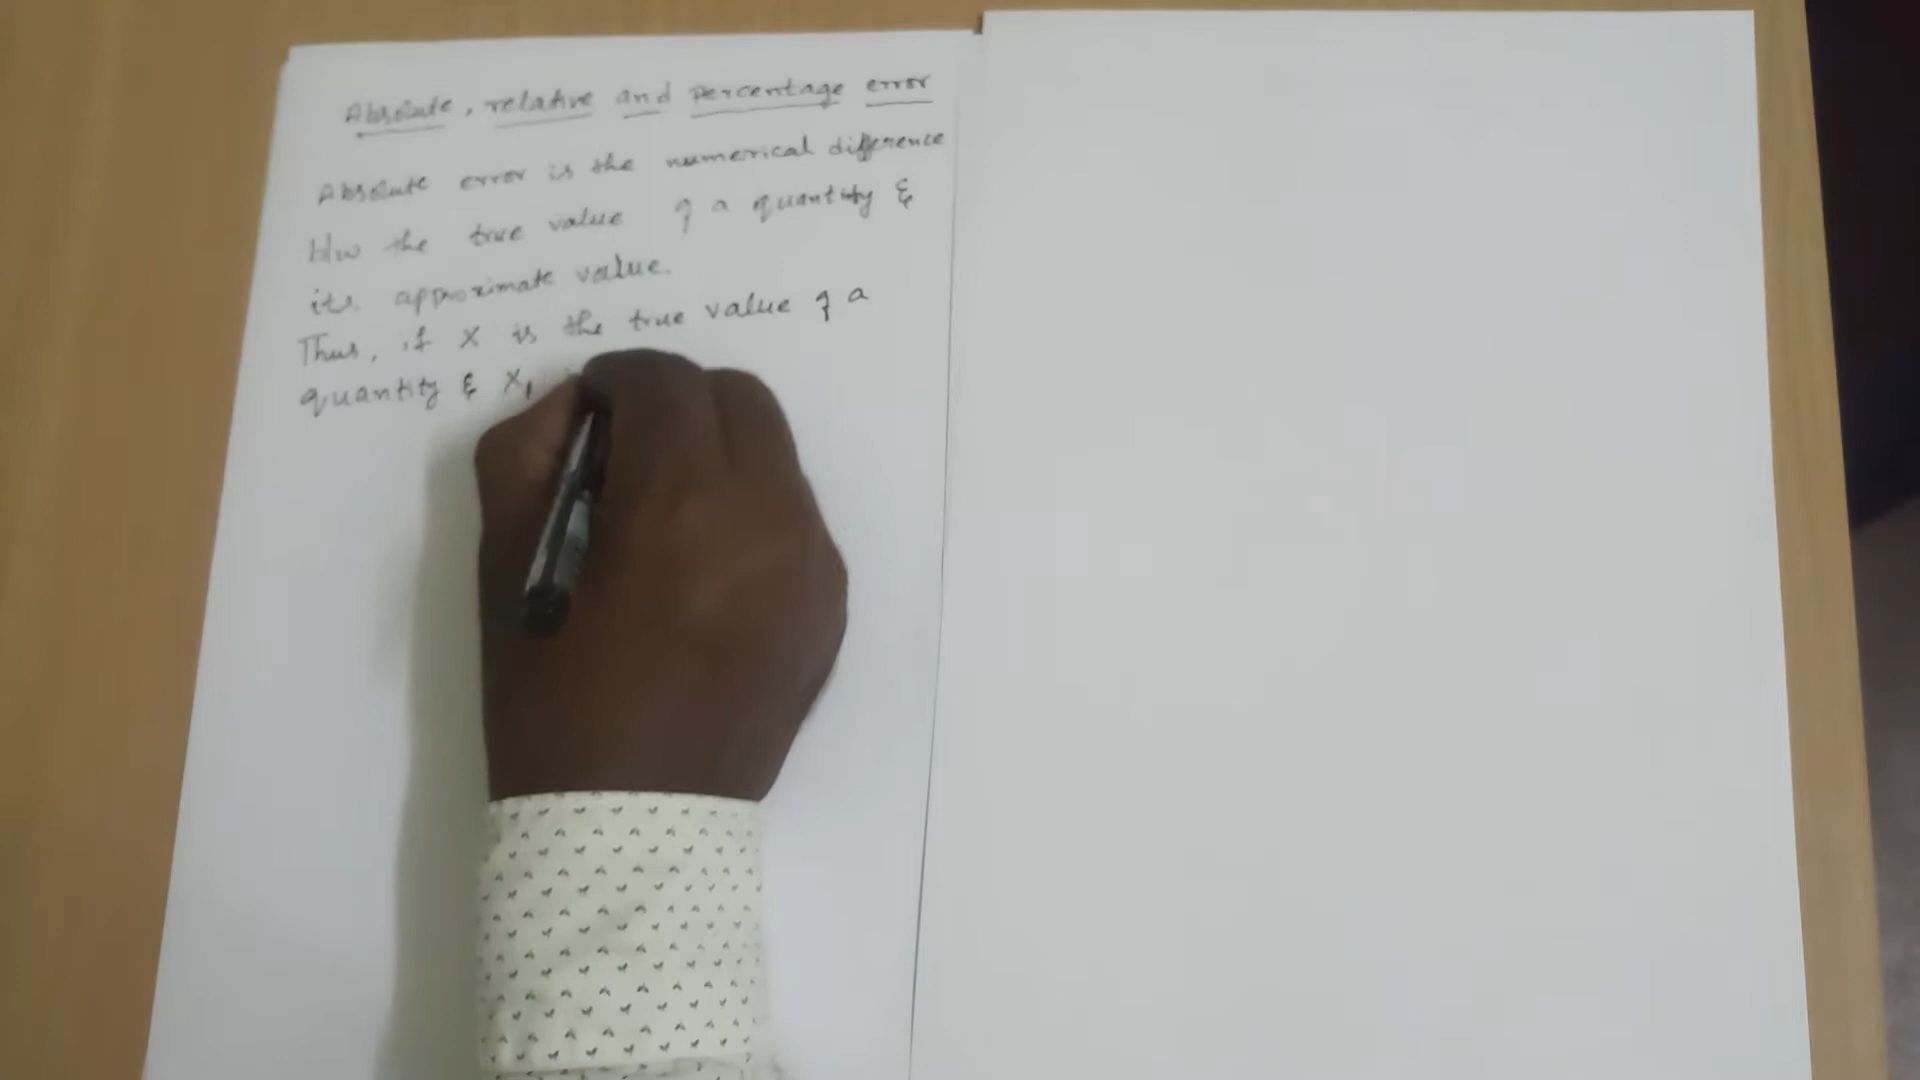 Absolute, relative and percentage error
Absolute error is the numerical difference
b/w the true value of a quantity &
its approximate value.
Thus, if X is the true value of a
quantity & X₁